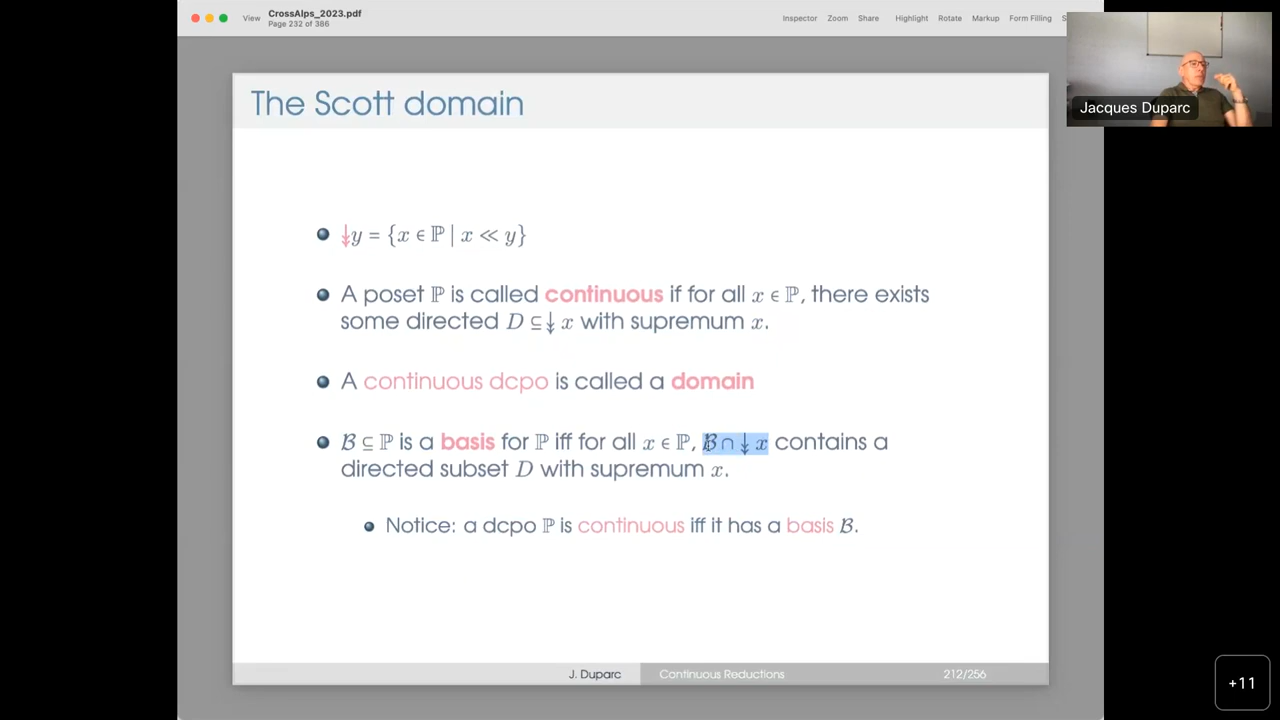 View
CrossAlps_2023.pdf
Page 232 of 386
Inspector Zoom Share Highlight Rotate Markup Form Filling
Jacques Duparc
The Scott domain
↡y = {x ∈ ℙ | x ≪ y}
A poset ℙ is called continuous if for all x ∈ ℙ, there exists
some directed D ⊆ ↡ x with supremum x.
A continuous dcpo is called a domain
ℬ ⊆ ℙ is a basis for ℙ iff for all x ∈ ℙ, ℬ ∩ ↡ x contains a
directed subset D with supremum x.
Notice: a dcpo ℙ is continuous iff it has a basis ℬ.
J. Duparc Continuous Reductions 212/256
+11